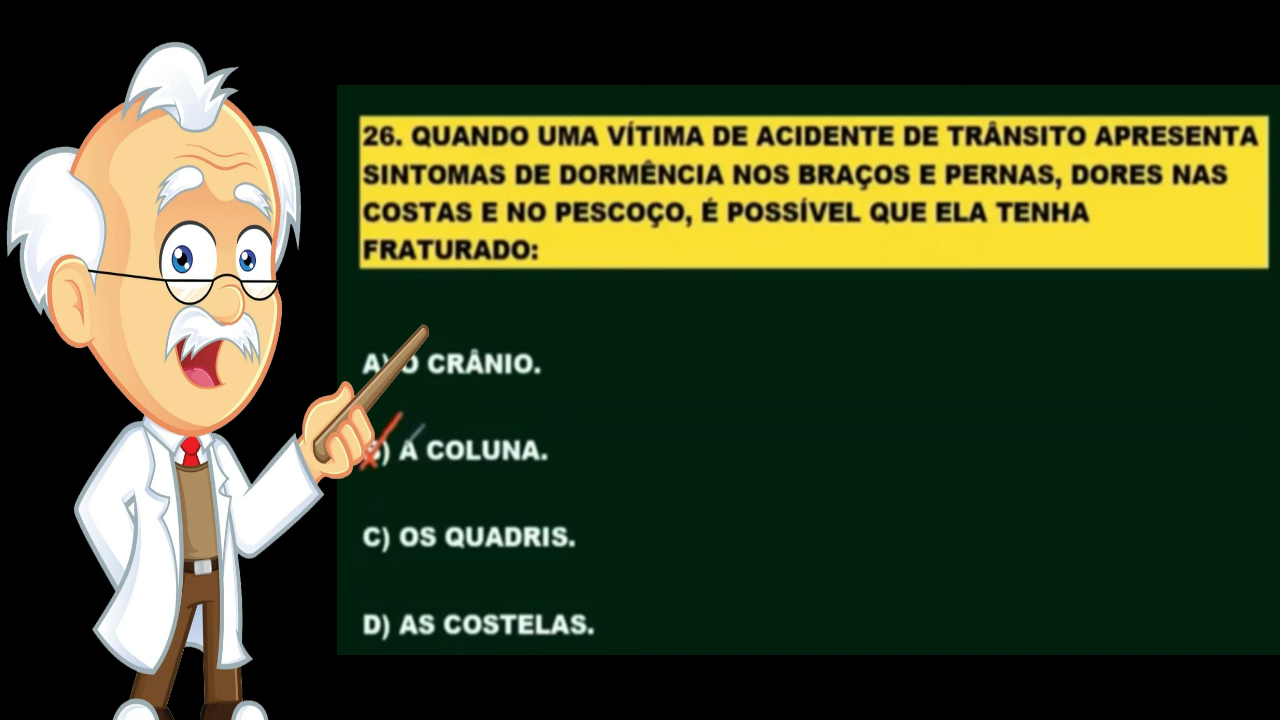 26. QUANDO UMA VÍTIMA DE ACIDENTE DE TRÂNSITO APRESENTA
SINTOMAS DE DORMÊNCIA NOS BRAÇOS E PERNAS, DORES NAS
COSTAS E NO PESCOÇO, É POSSÍVEL QUE ELA TENHA
FRATURADO:
A) O CRÂNIO.
B) A COLUNA.
C) OS QUADRIS.
D) AS COSTELAS.